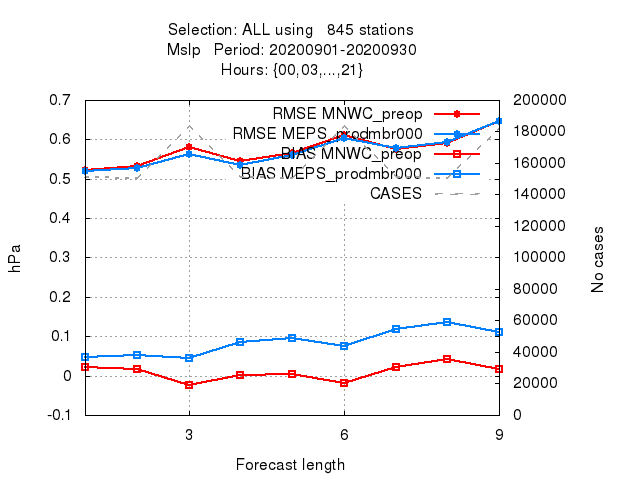 Selection: ALL using   845 stations
Mslp   Period: 20200901-20200930
Hours: {00,03,...,21}
RMSE MNWC_preop
RMSE MEPS_prodmbr000
BIAS MNWC_preop
BIAS MEPS_prodmbr000
CASES
0.7
0.6
0.5
0.4
0.3
0.2
0.1
0
-0.1
hPa
200000
180000
160000
140000
120000
100000
80000
60000
40000
20000
0
No cases
3 6 9
Forecast length